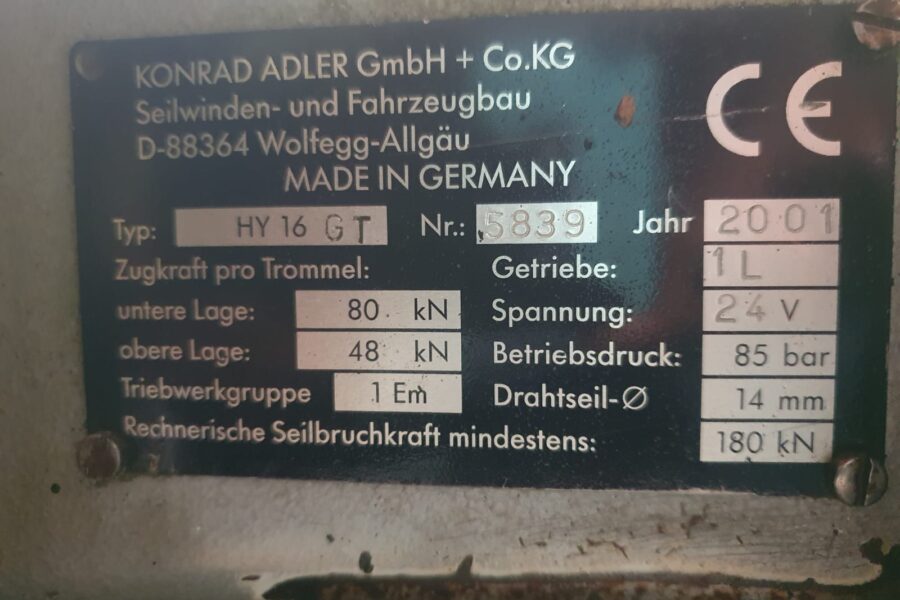 KONRAD ADLER GmbH + Co.KG
Seilwinden- und Fahrzeugbau
D-88364 Wolfegg-Allgäu
MADE IN GERMANY
CE
Typ: HY 16 GT Nr.: 5839 Jahr 2001
Zugkraft pro Trommel: Getriebe: 1L
untere Lage: 80 kN Spannung: 24 V
obere Lage: 48 kN Betriebsdruck: 85 bar
Triebwerkgruppe 1 Em Drahtseil-Ø 14 mm
Rechnerische Seilbruchkraft mindestens: 180 kN